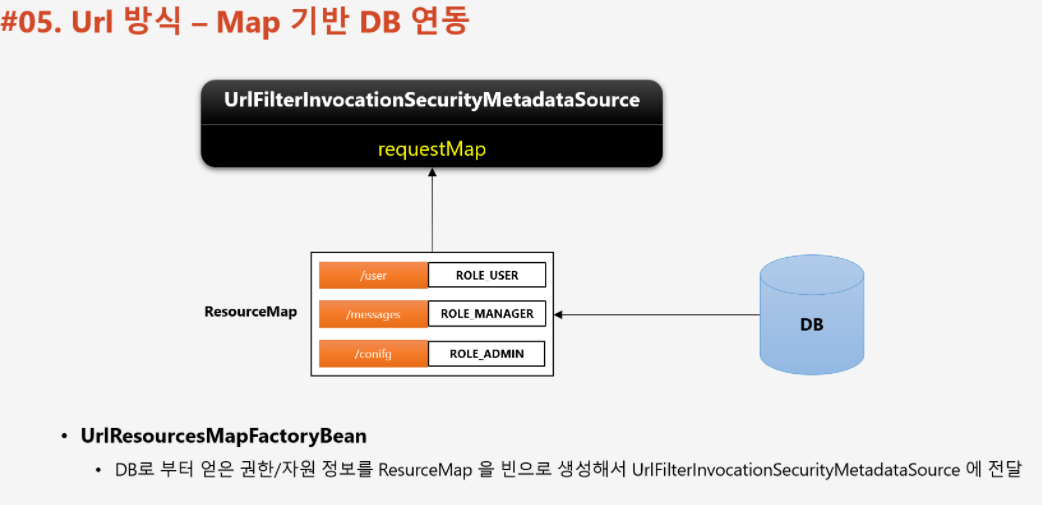 #05. Url 방식 – Map 기반 DB 연동
UrlFilterInvocationSecurityMetadataSource
requestMap
/user ROLE_USER
ResourceMap
/messages ROLE_MANAGER
/conifg ROLE_ADMIN
DB
• UrlResourcesMapFactoryBean
• DB로 부터 얻은 권한/자원 정보를 ResurceMap 을 빈으로 생성해서 UrlFilterInvocationSecurityMetadataSource 에 전달